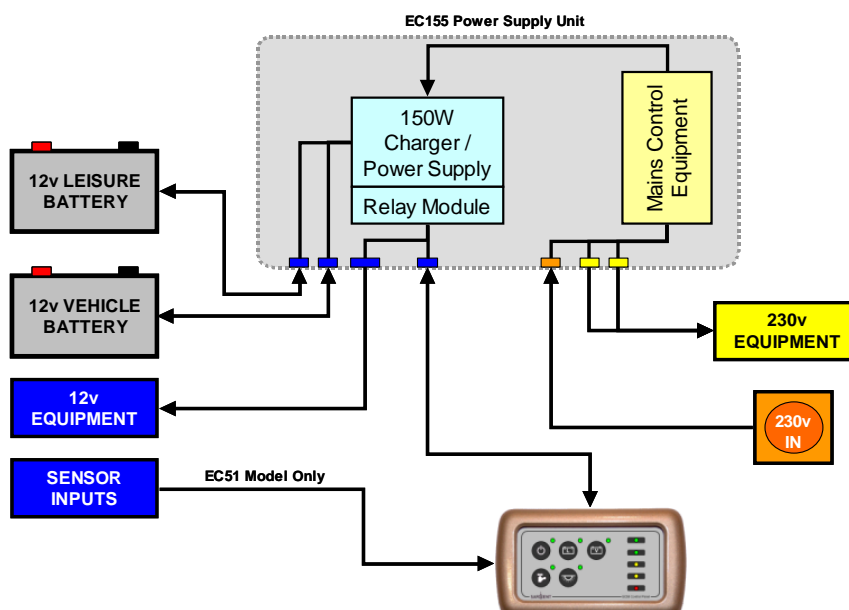 EC155 Power Supply Unit
150W
Charger /
Power Supply
Relay Module
Mains Control
Equipment
12v LEISURE
BATTERY
12v VEHICLE
BATTERY
12v
EQUIPMENT
SENSOR
INPUTS
EC51 Model Only
230v
EQUIPMENT
230v
IN